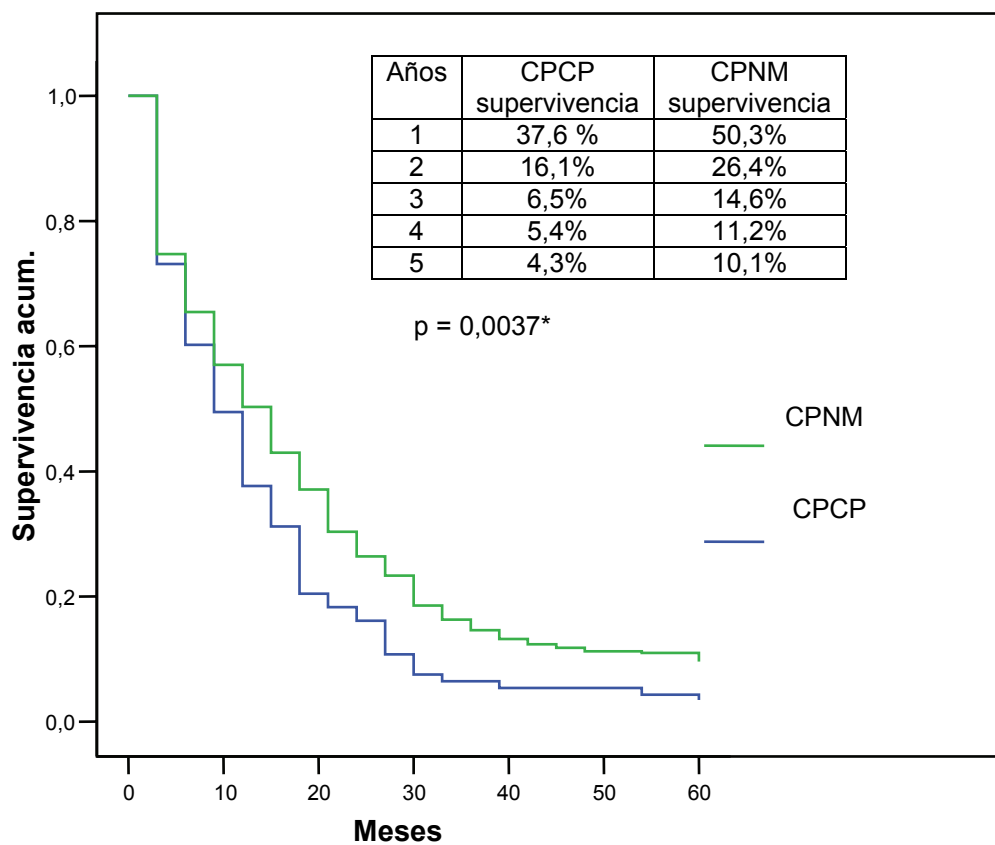 Años CPCP supervivencia CPNM supervivencia
1 37,6 % 50,3%
2 16,1% 26,4%
3 6,5% 14,6%
4 5,4% 11,2%
5 4,3% 10,1%
p = 0,0037*
CPNM
CPCP
Supervivencia acum.
1,0
0,8
0,6
0,4
0,2
0,0
0 10 20 30 40 50 60
Meses